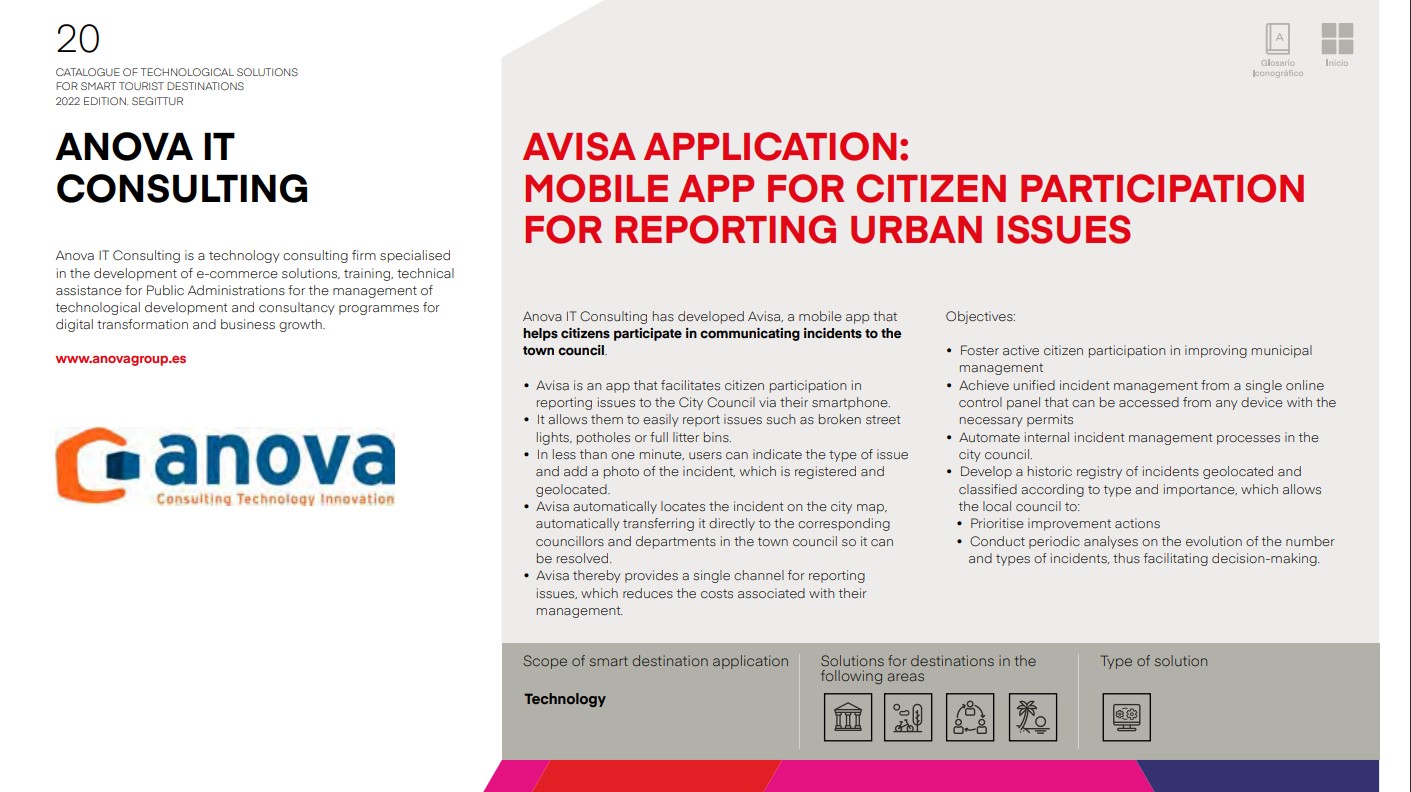 20
CATALOGUE OF TECHNOLOGICAL SOLUTIONS
FOR SMART TOURIST DESTINATIONS
2022 EDITION. SEGITTUR
ANOVA IT
CONSULTING
Anova IT Consulting is a technology consulting firm specialised
in the development of e-commerce solutions, training, technical
assistance for Public Administrations for the management of
technological development and consultancy programmes for
digital transformation and business growth.
www.anovagroup.es
anova
Consulting Technology Innovation
A
Glosario
Iconográfico
Inicio
AVISA APPLICATION:
MOBILE APP FOR CITIZEN PARTICIPATION
FOR REPORTING URBAN ISSUES
Anova IT Consulting has developed Avisa, a mobile app that
helps citizens participate in communicating incidents to the
town council.
• Avisa is an app that facilitates citizen participation in
reporting issues to the City Council via their smartphone.
• It allows them to easily report issues such as broken street
lights, potholes or full litter bins.
• In less than one minute, users can indicate the type of issue
and add a photo of the incident, which is registered and
geolocated.
• Avisa automatically locates the incident on the city map,
automatically transferring it directly to the corresponding
councillors and departments in the town council so it can
be resolved.
• Avisa thereby provides a single channel for reporting
issues, which reduces the costs associated with their
management.
Objectives:
• Foster active citizen participation in improving municipal
management
• Achieve unified incident management from a single online
control panel that can be accessed from any device with the
necessary permits
• Automate internal incident management processes in the
city council.
• Develop a historic registry of incidents geolocated and
classified according to type and importance, which allows
the local council to:
• Prioritise improvement actions
• Conduct periodic analyses on the evolution of the number
and types of incidents, thus facilitating decision-making.
Scope of smart destination application
Technology
Solutions for destinations in the
following areas
Type of solution